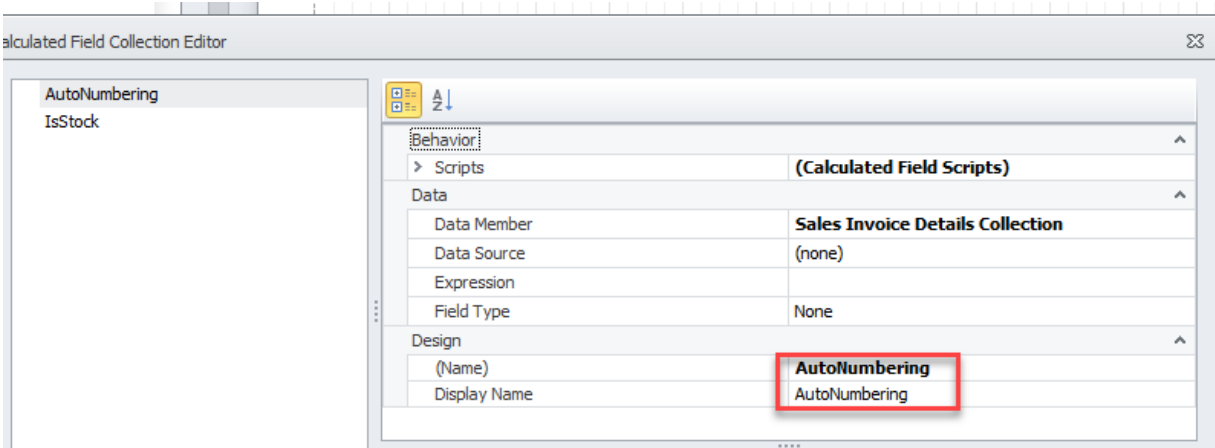 alculated Field Collection Editor
AutoNumbering
IsStock
Behavior
Scripts (Calculated Field Scripts)
Data
Data Member Sales Invoice Details Collection
Data Source (none)
Expression
Field Type None
Design
(Name) AutoNumbering
Display Name AutoNumbering